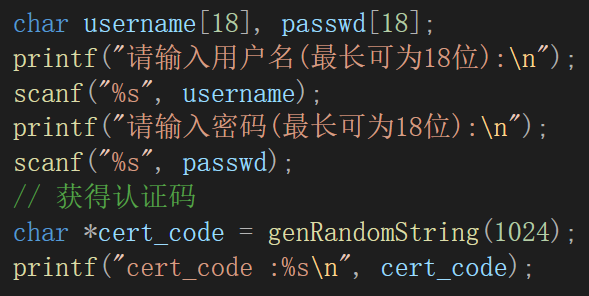 char username[18], passwd[18];
printf("请输入用户名(最长可为18位):\n");
scanf("%s", username);
printf("请输入密码(最长可为18位):\n");
scanf("%s", passwd);
// 获得认证码
char *cert_code = genRandomString(1024);
printf("cert_code :%s\n", cert_code);